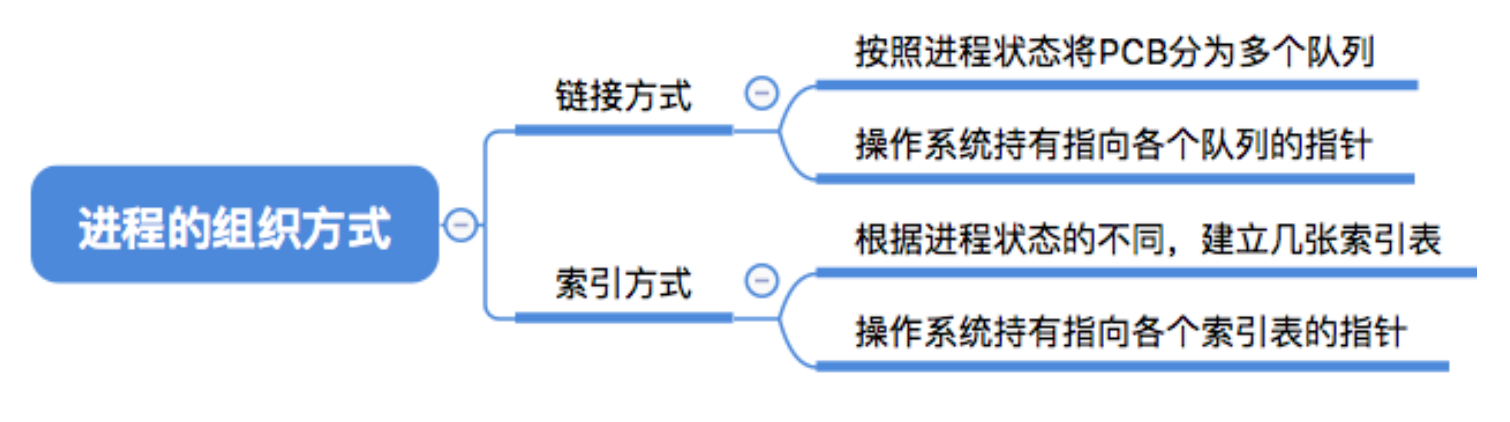 进程的组织方式
链接方式
按照进程状态将PCB分为多个队列
操作系统持有指向各个队列的指针
索引方式
根据进程状态的不同，建立几张索引表
操作系统持有指向各个索引表的指针